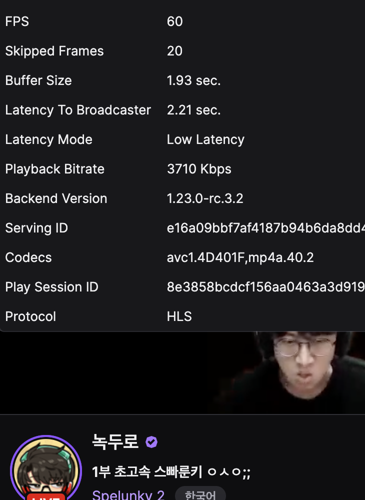 FPS 60
Skipped Frames 20
Buffer Size 1.93 sec.
Latency To Broadcaster 2.21 sec.
Latency Mode Low Latency
Playback Bitrate 3710 Kbps
Backend Version 1.23.0-rc.3.2
Serving ID e16a09bbf7af4187b94b6da8dd4
Codecs avc1.4D401F,mp4a.40.2
Play Session ID 8e3858bcdcf156aa0463a3d919
Protocol HLS
녹두로
1부 초고속 스빠룬키 ㅇㅅㅇ;;
Spelunky 2 한국어